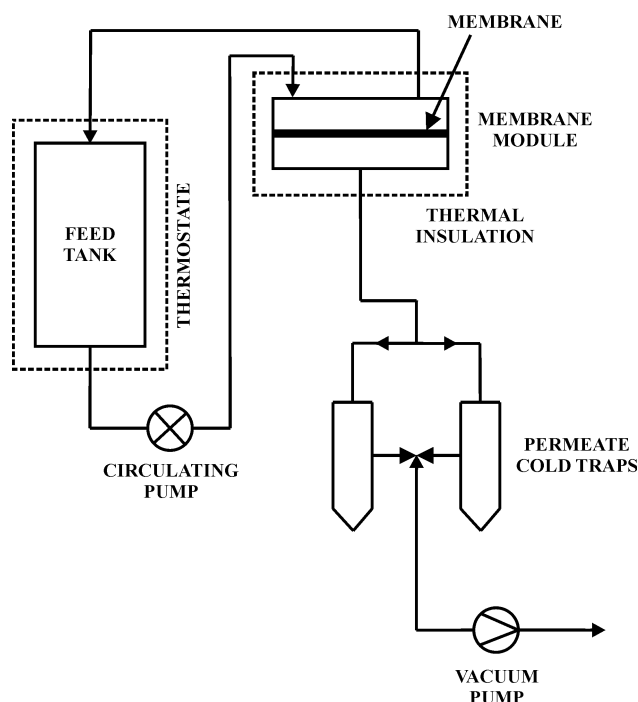 MEMBRANE
MEMBRANE
MODULE
THERMAL
INSULATION
FEED
TANK
THERMOSTATE
CIRCULATING
PUMP
PERMEATE
COLD TRAPS
VACUUM
PUMP